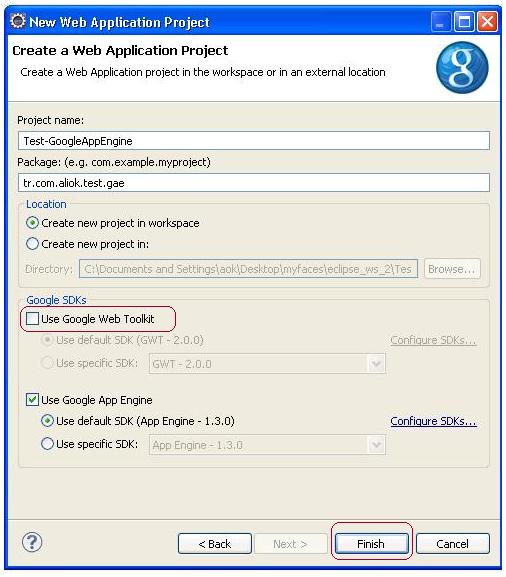 New Web Application Project
Create a Web Application Project
Create a Web Application project in the workspace or in an external location
Project name:
Test-GoogleAppEngine
Package: (e.g. com.example.myproject)
tr.com.aliok.test.gae
Location
Create new project in workspace
Create new project in:
Directory: C:\Documents and Settings\aok\Desktop\myfaces\eclipse_ws_2\Tes Browse...
Google SDKs
Use Google Web Toolkit
Use default SDK (GWT - 2.0.0) Configure SDKs...
Use specific SDK: GWT - 2.0.0
Use Google App Engine
Use default SDK (App Engine - 1.3.0) Configure SDKs...
Use specific SDK: App Engine - 1.3.0
? < Back Next > Finish Cancel